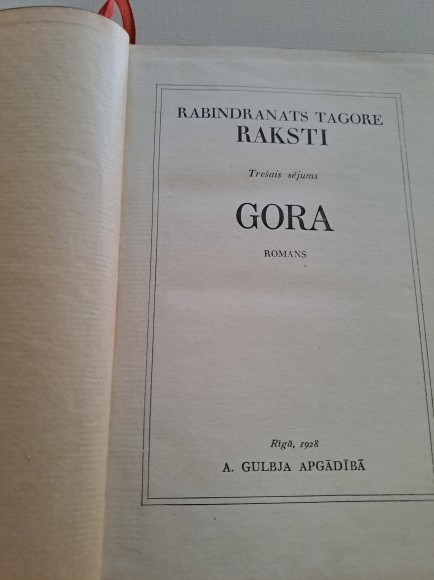 RABINDRANATS TAGORE
RAKSTI
Trešais sējums
GORA
ROMANS
Rīgā, 1928
A. GULBJA APGĀDĪBĀ